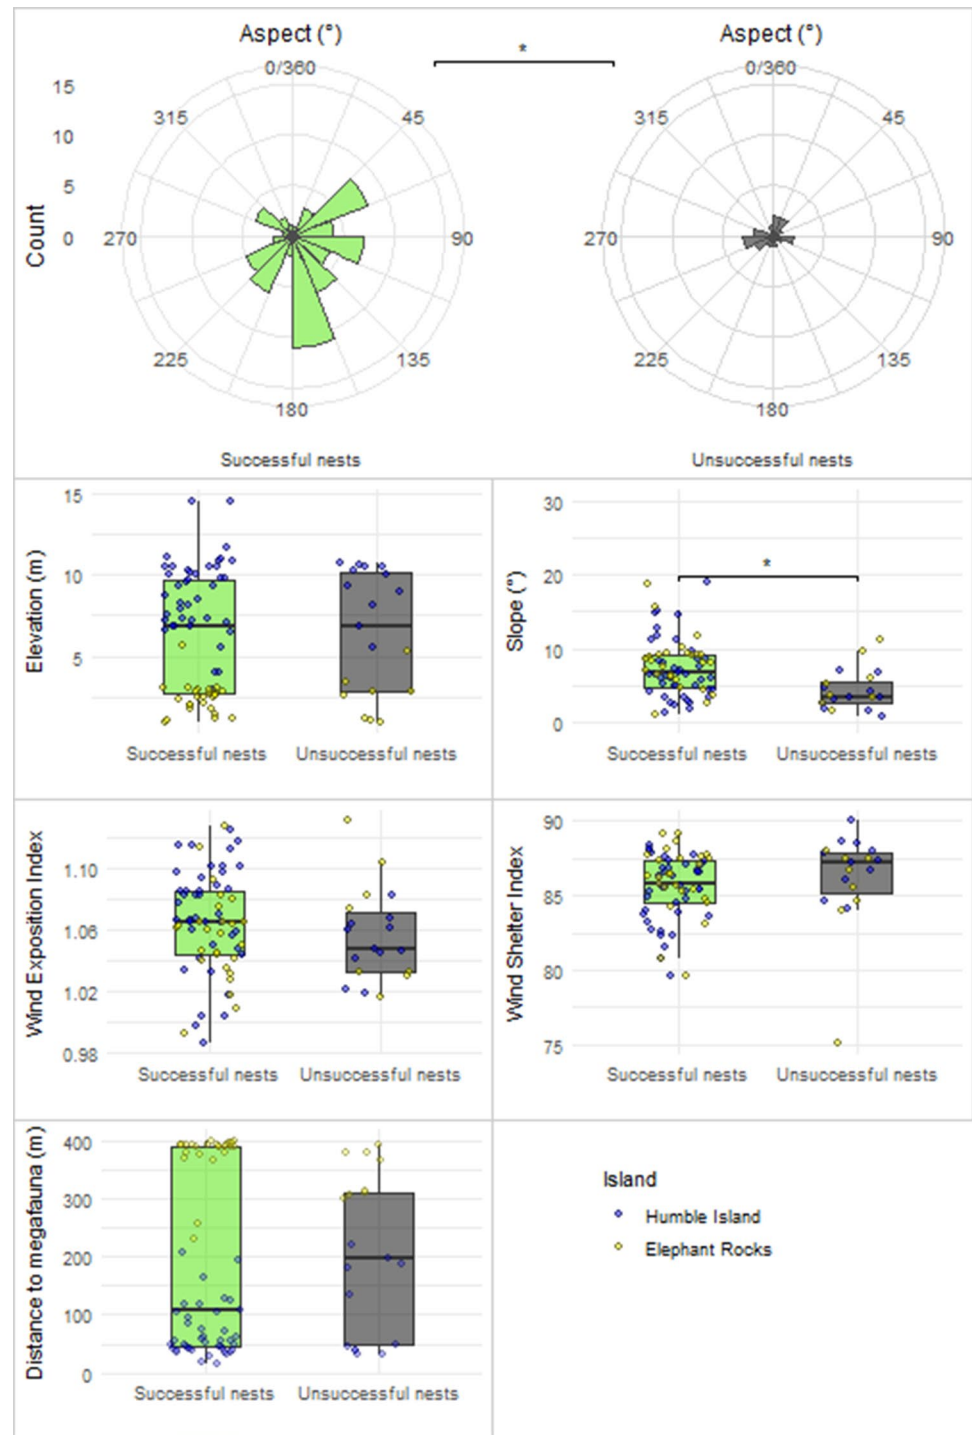 Aspect (°)
*
Aspect (°)
Count
15
10
5
0
0/360
45
90
135
180
225
270
315
0/360
45
90
135
180
225
270
315
Successful nests
Unsuccessful nests
Elevation (m)
15
10
5
Successful nests
Unsuccessful nests
Slope (°)
30
20
10
0
*
Successful nests
Unsuccessful nests
Wind Exposition Index
1.10
1.06
1.02
0.98
Successful nests
Unsuccessful nests
Wind Shelter Index
90
85
80
75
Successful nests
Unsuccessful nests
Distance to megafauna (m)
400
300
200
100
0
Successful nests
Unsuccessful nests
Island
Humble Island
Elephant Rocks